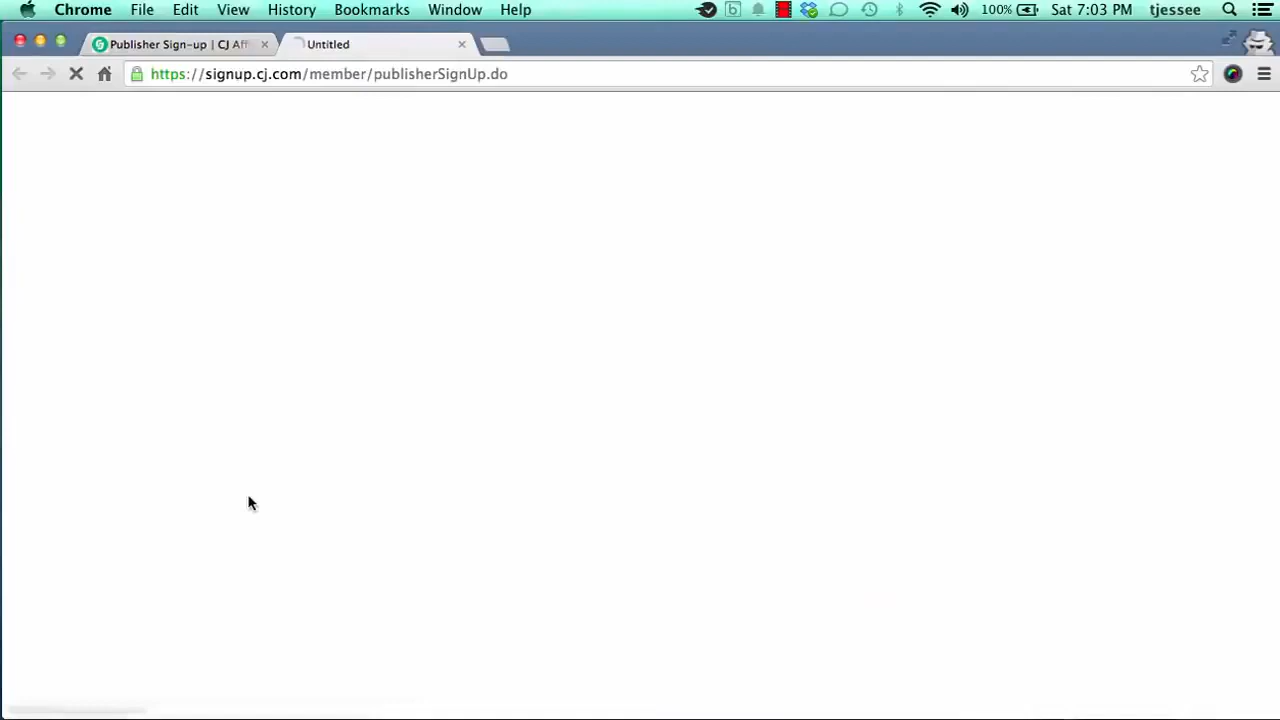 Chrome File Edit View History Bookmarks Window Help 100% Sat 7:03 PM tjessee
Publisher Sign-up | CJ Aff Untitled
https://signup.cj.com/member/publisherSignUp.do